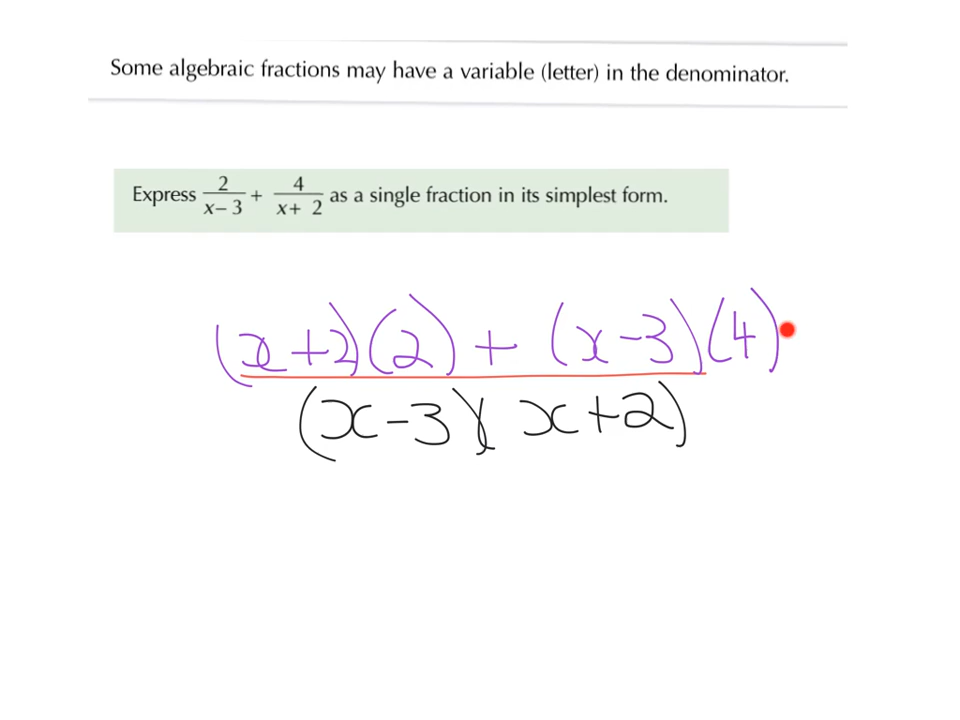 Some algebraic fractions may have a variable (letter) in the denominator.
Express 2/(x− 3) + 4/(x+ 2) as a single fraction in its simplest form.
(x+2)(2) + (x-3)(4)
(x-3)(x+2)